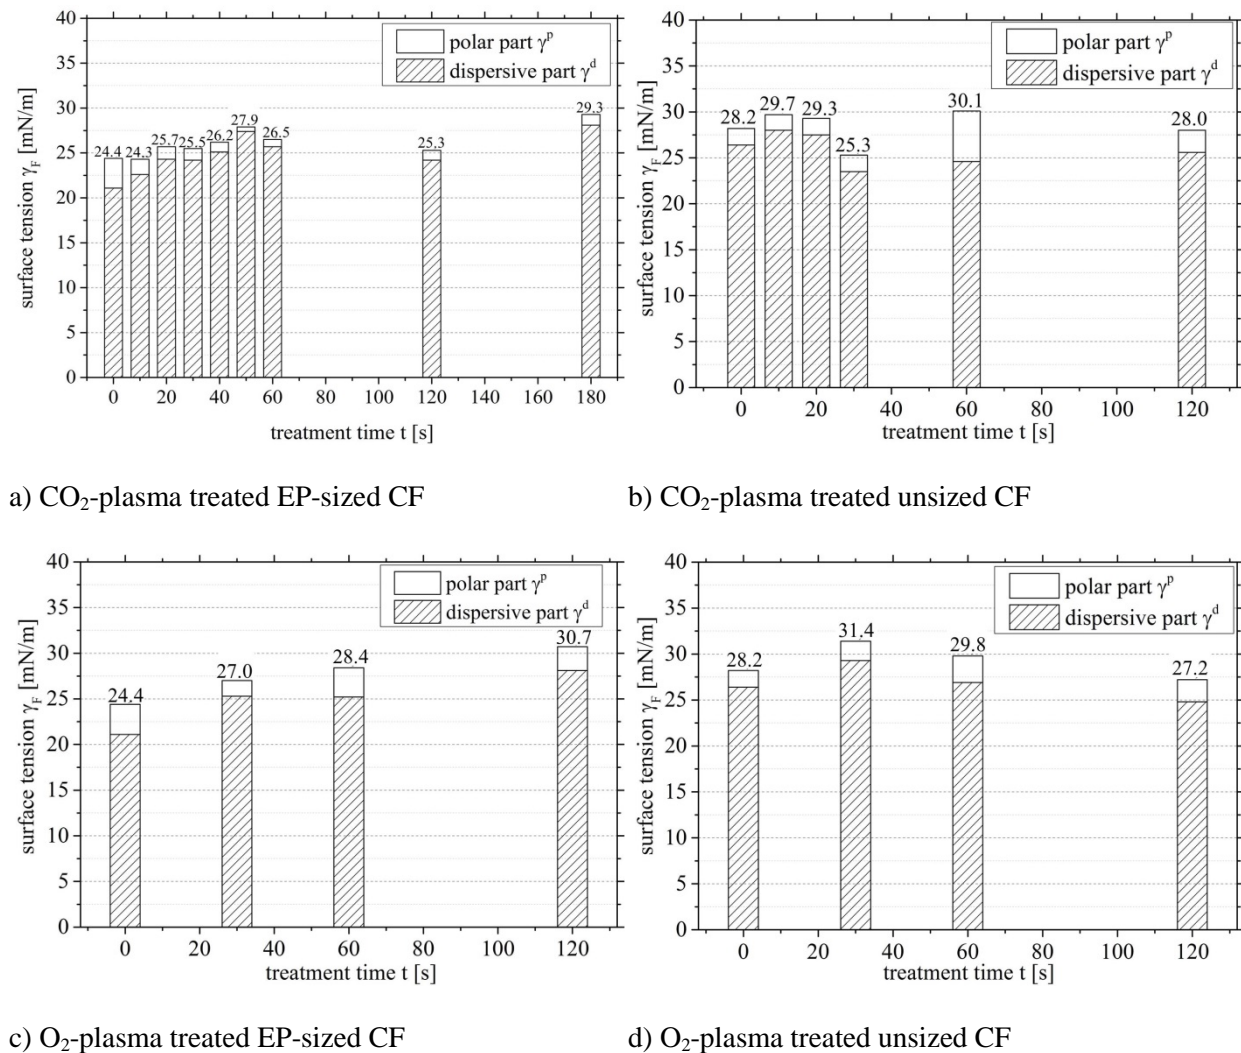 40
35
30
25
20
15
10
5
0
surface tension γF [mN/m]
polar part γp
dispersive part γd
24.4 24.3 25.7 25.5 26.2 27.9 26.5 25.3 29.3
0 20 40 60 80 100 120 140 160 180
treatment time t [s]
a) CO2-plasma treated EP-sized CF
40
35
30
25
20
15
10
5
0
surface tension γF [mN/m]
polar part γp
dispersive part γd
28.2 29.7 29.3 25.3 30.1 28.0
0 20 40 60 80 100 120
treatment time t [s]
b) CO2-plasma treated unsized CF
40
35
30
25
20
15
10
5
0
surface tension γF [mN/m]
polar part γp
dispersive part γd
24.4 27.0 28.4 30.7
0 20 40 60 80 100 120
treatment time t [s]
c) O2-plasma treated EP-sized CF
40
35
30
25
20
15
10
5
0
surface tension γF [mN/m]
polar part γp
dispersive part γd
28.2 31.4 29.8 27.2
0 20 40 60 80 100 120
treatment time t [s]
d) O2-plasma treated unsized CF